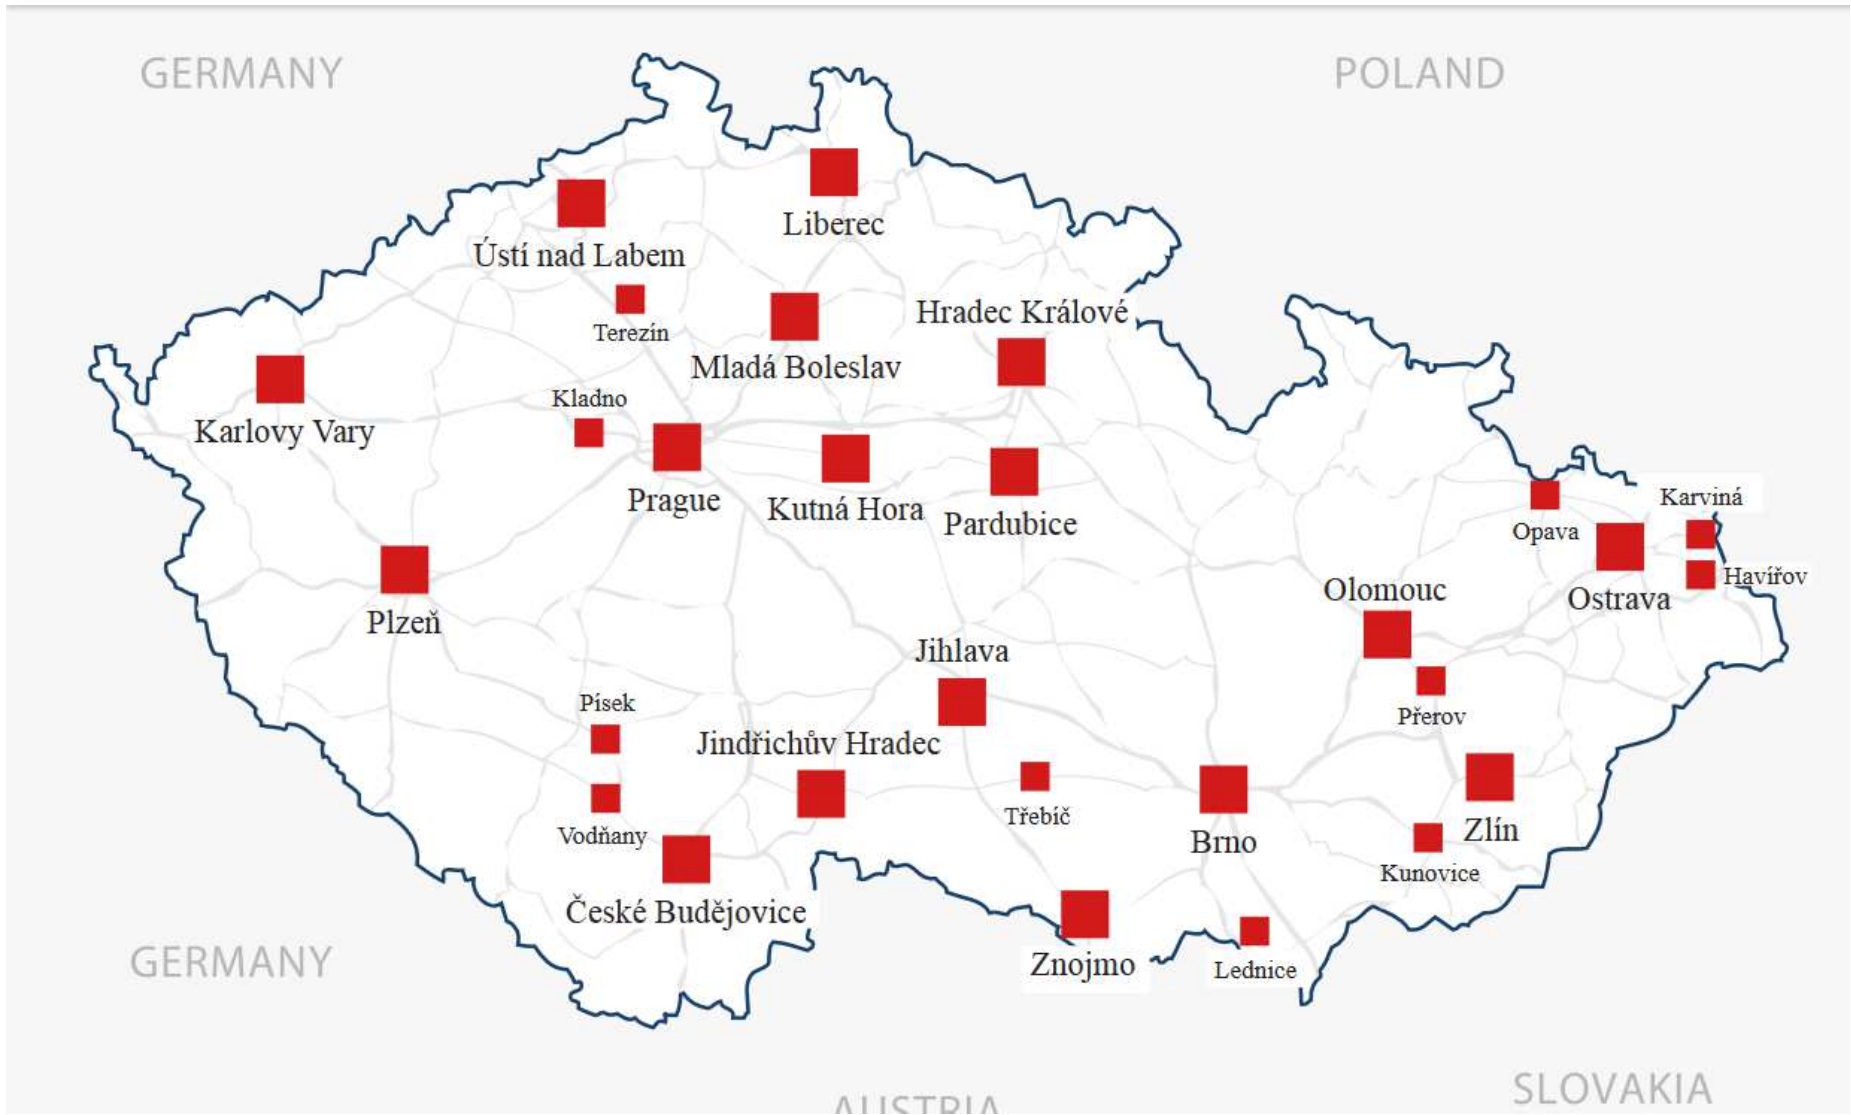 GERMANY
POLAND
Liberec
Ústí nad Labem
Hradec Králové
Terezín
Mladá Boleslav
Kladno
Karlovy Vary
Prague
Kutná Hora
Pardubice
Karviná
Opava
Havířov
Olomouc
Ostrava
Plzeň
Jihlava
Písek
Přerov
Jindřichův Hradec
Třebíč
Vodňany
Brno
Zlín
Kunovice
České Budějovice
GERMANY
Znojmo
Lednice
SLOVAKIA
AUSTRIA